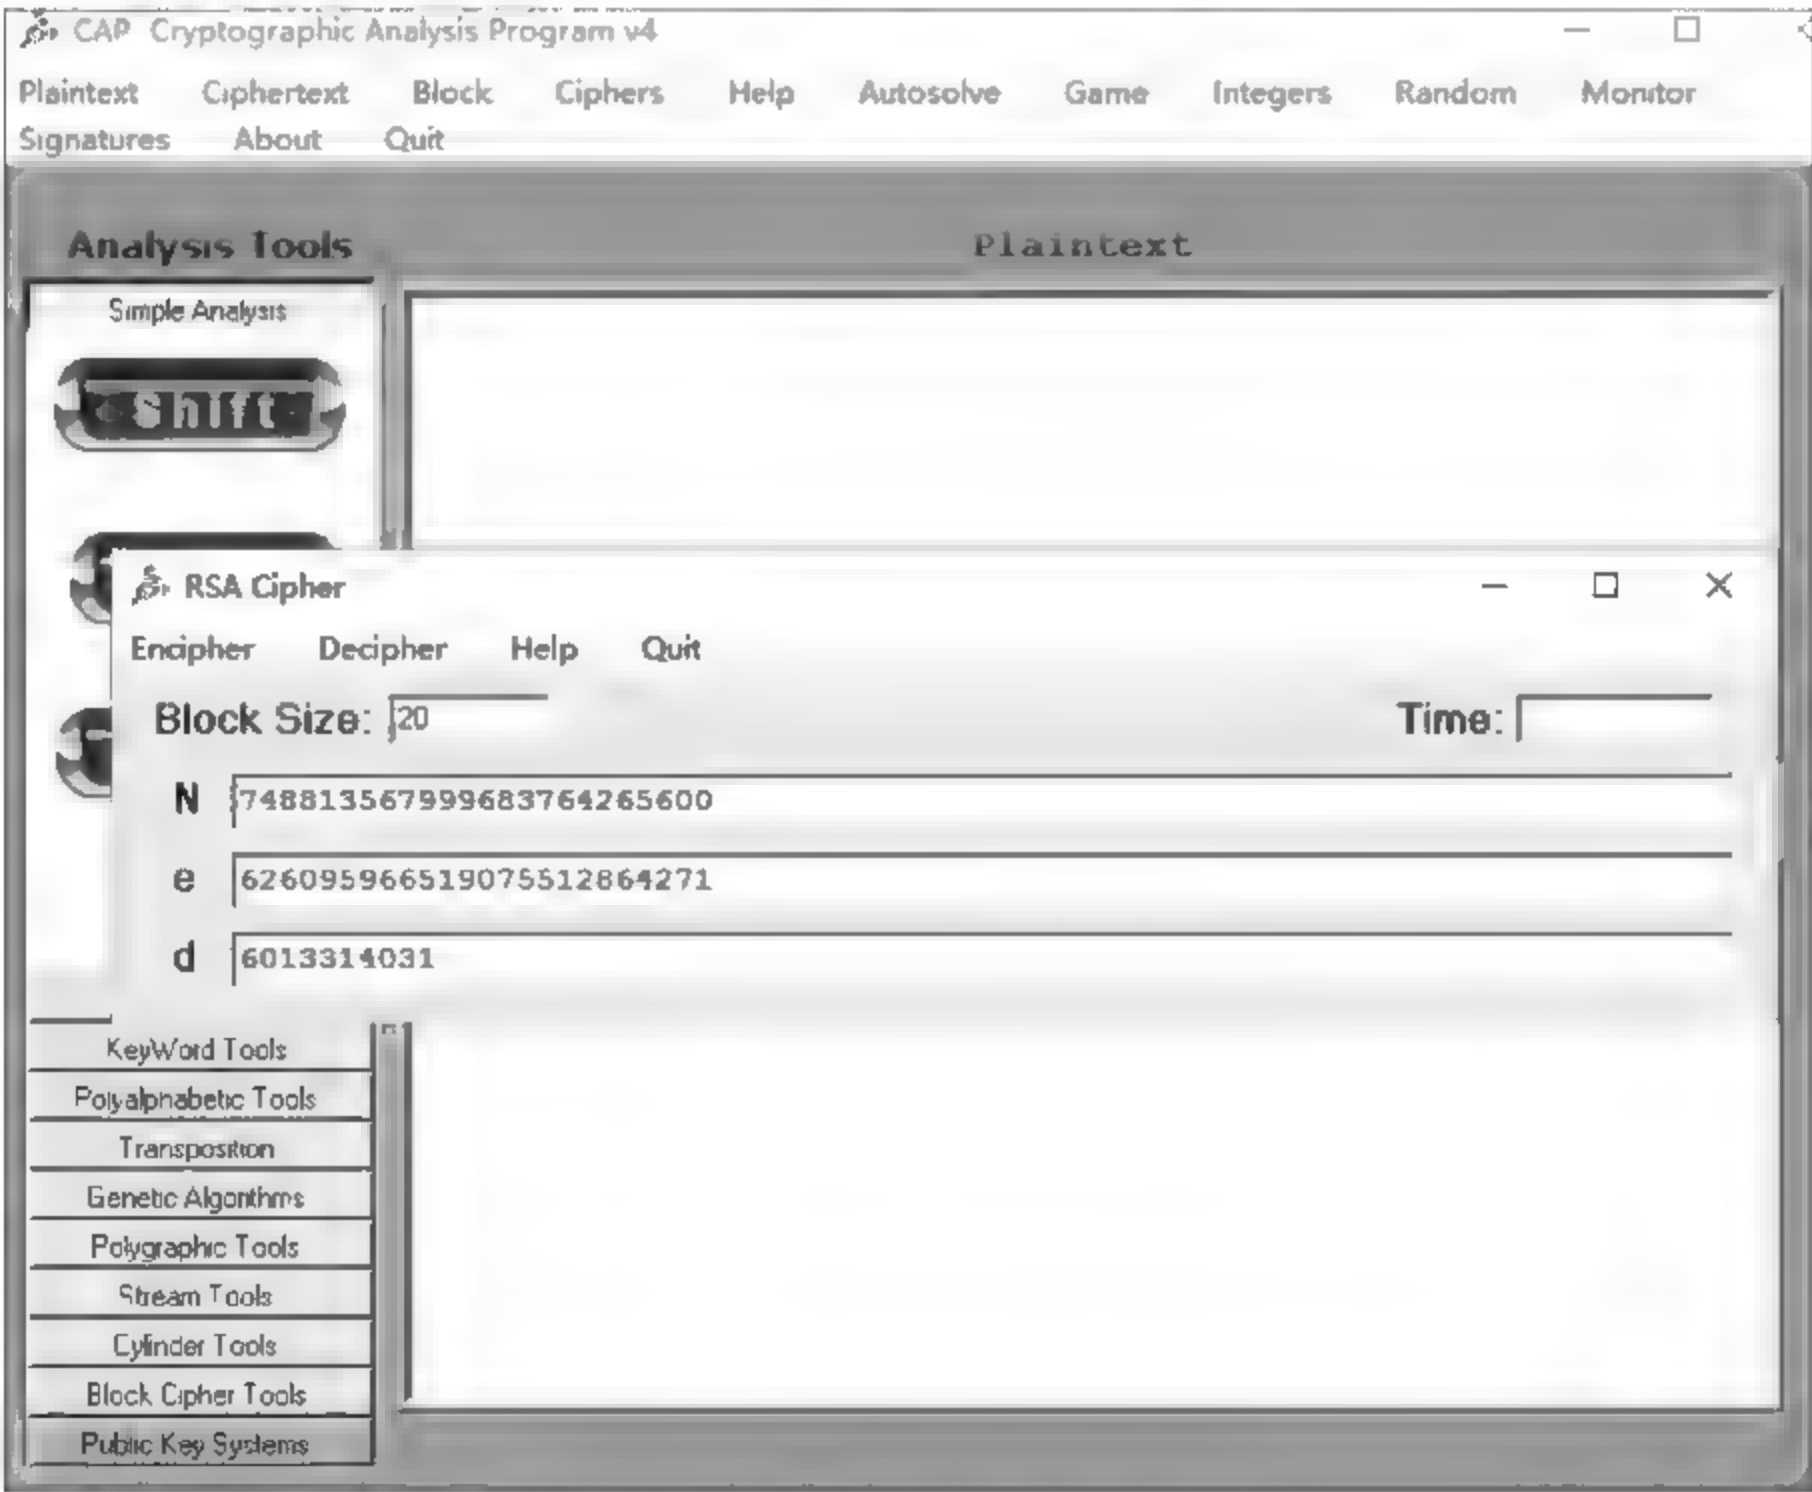 CAP Cryptographic Analysis Program v4
Plaintext Ciphertext Block Ciphers Help Autosolve Game Integers Random Monitor
Signatures About Quit
Analysis Tools
Plaintext
Simple Analysis
Shift
RSA Cipher
Encipher Decipher Help Quit
Block Size: 20 Time:
N 748813567999683764265600
e 626095966519075512864271
d 6013314031
KeyWord Tools
Polyalphabetic Tools
Transposition
Genetic Algorithms
Polygraphic Tools
Stream Tools
Cylinder Tools
Block Cipher Tools
Public Key Systems